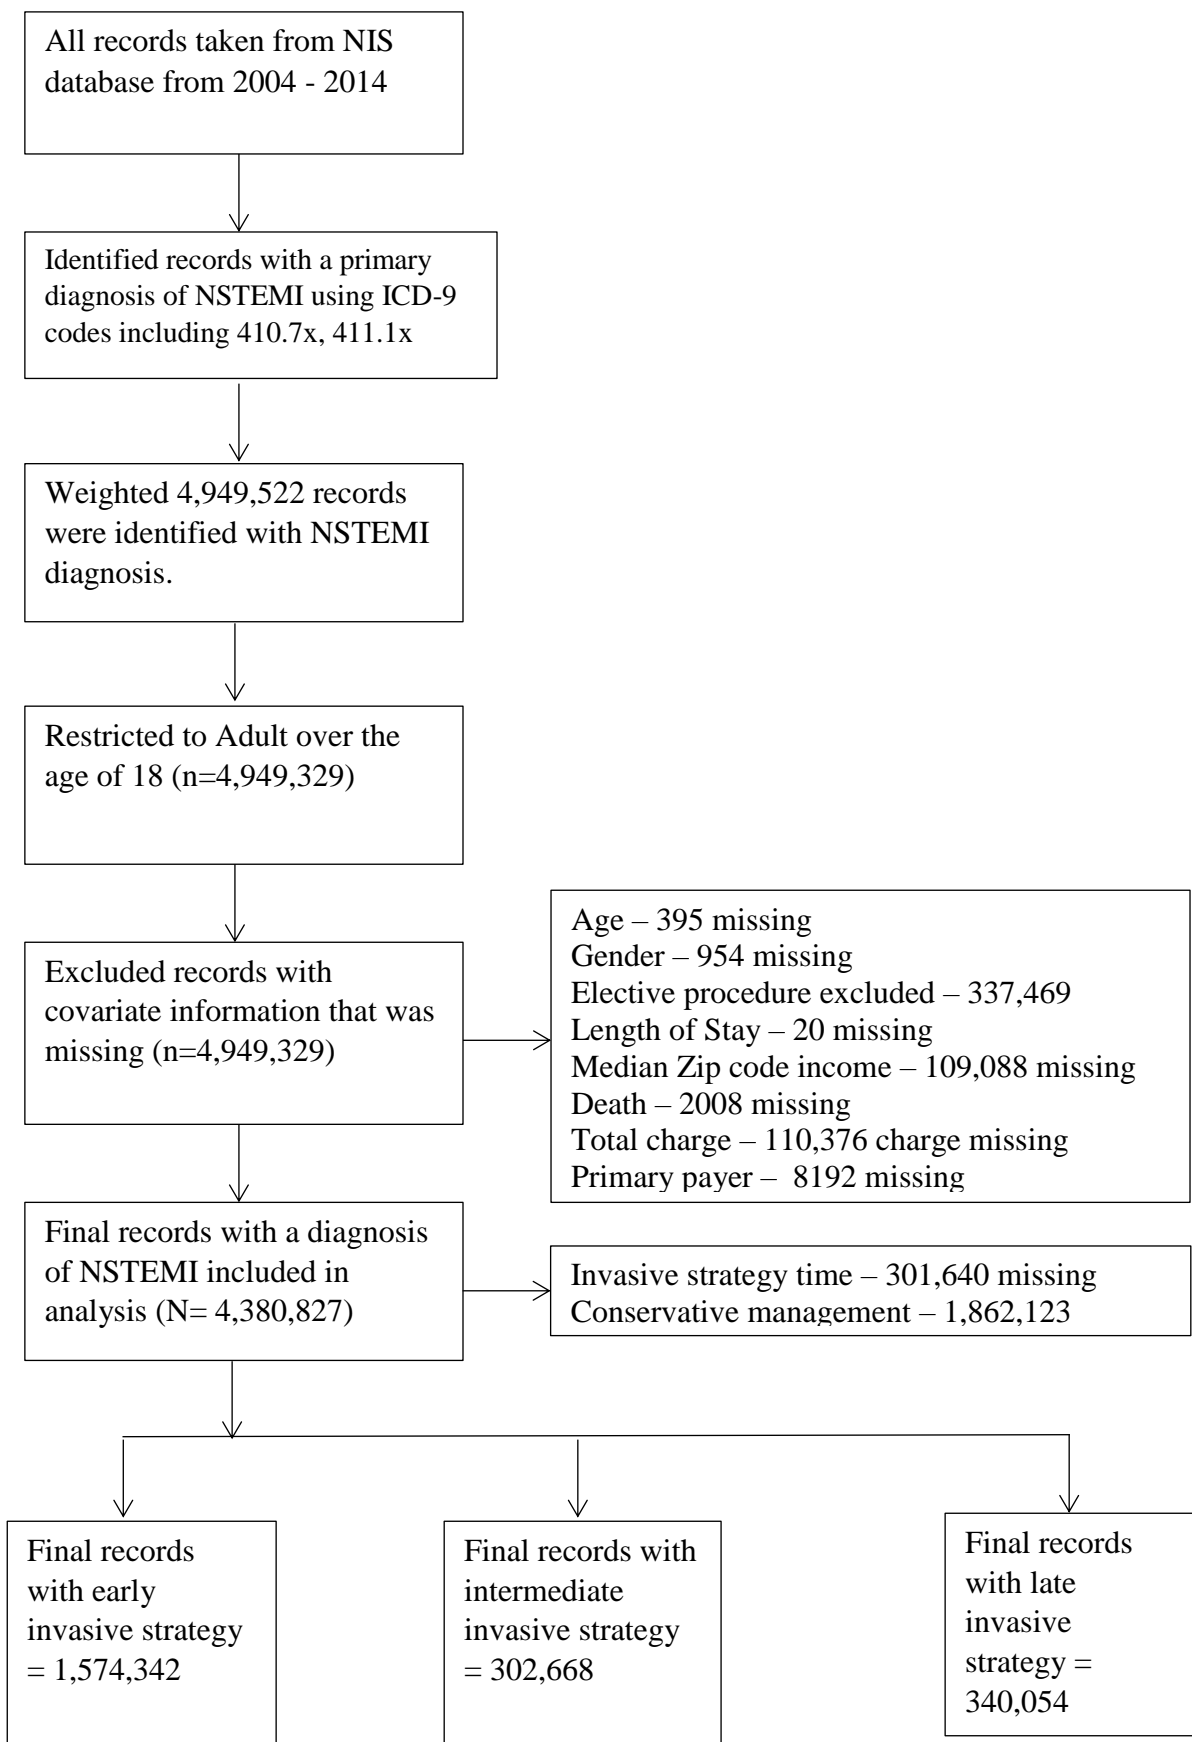 All records taken from NIS
database from 2004 - 2014
Identified records with a primary
diagnosis of NSTEMI using ICD-9
codes including 410.7x, 411.1x
Weighted 4,949,522 records
were identified with NSTEMI
diagnosis.
Restricted to Adult over the
age of 18 (n=4,949,329)
Excluded records with
covariate information that was
missing (n=4,949,329)
Age – 395 missing
Gender – 954 missing
Elective procedure excluded – 337,469
Length of Stay – 20 missing
Median Zip code income – 109,088 missing
Death – 2008 missing
Total charge – 110,376 charge missing
Primary payer – 8192 missing
Final records with a diagnosis
of NSTEMI included in
analysis (N= 4,380,827)
Invasive strategy time – 301,640 missing
Conservative management – 1,862,123
Final records
with early
invasive strategy
= 1,574,342
Final records with
intermediate
invasive strategy
= 302,668
Final records
with late
invasive
strategy =
340,054